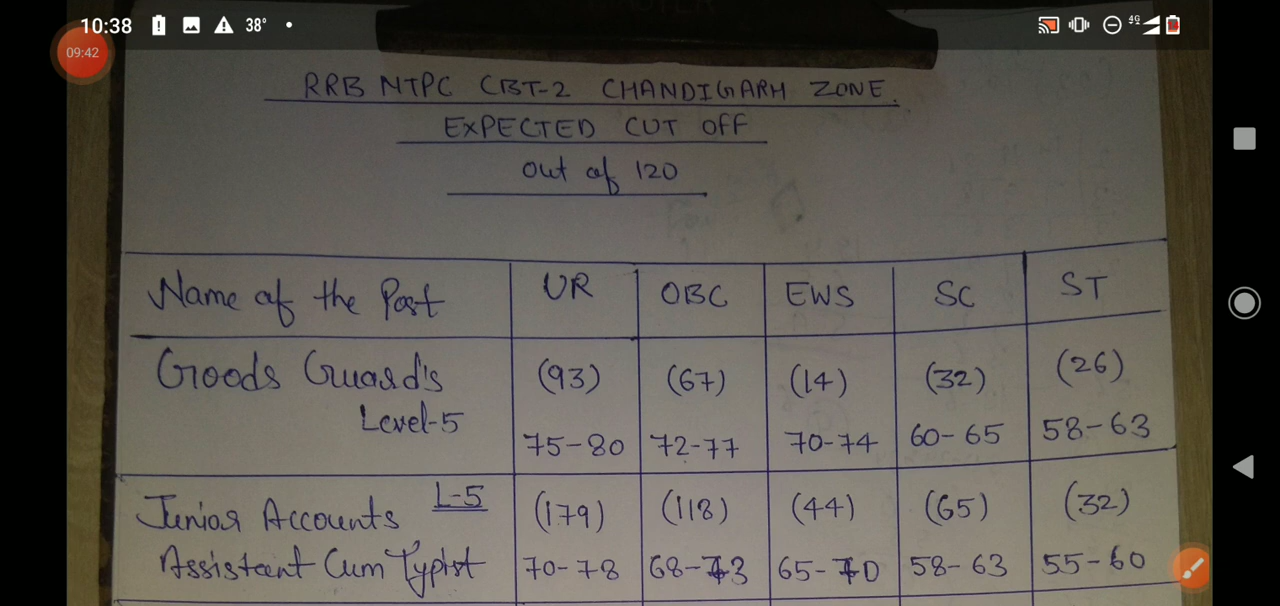 10:38 38°
4G
09:42
RRB NTPC CBT-2 CHANDIGARH ZONE.
EXPECTED CUT OFF
Out of 120
Name of the Post UR OBC EWS SC ST
Goods Guard's (93) (67) (14) (32) (26)
Level-5 75-80 72-77 70-74 60-65 58-63
Junior Accounts L-5 (179) (118) (44) (65) (32)
Assistant Cum Typist 70-78 68-73 65-70 58-63 55-60